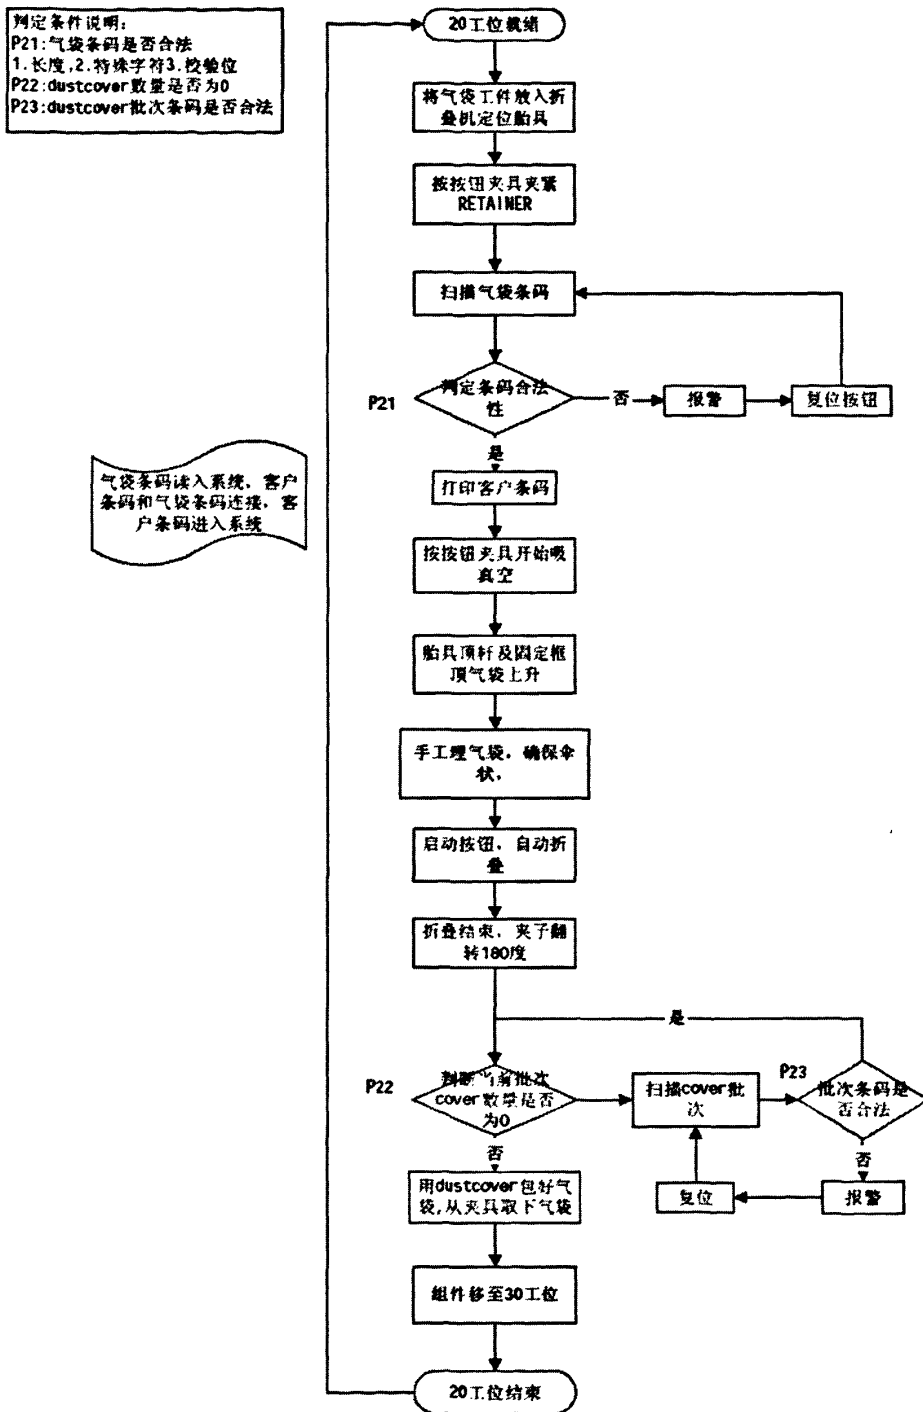 判定条件说明:
P21:气袋条码是否合法
1.长度,2.特殊字符3.校验位
P22:dustcover数量是否为0
P23:dustcover批次条码是否合法
20工位就绪
将气袋工件放入折
叠机定位胎具
按按钮夹具夹紧
RETAINER
扫描气袋条码
P21
判定条码合法
性
否
报警
复位按钮
是
打印客户条码
气袋条码读入系统，客户
条码和气袋条码连接，客
户条码进入系统
按按钮夹具开始吸
真空
胎具顶杆及固定框
顶气袋上升
手工理气袋，确保伞
状，
启动按钮，自动折
叠
折叠结束，夹子翻
转180度
是
P22
判断当前批次
cover数量是否
为0
扫描cover批
次
P23
批次条码是
否合法
否
否
用dustcover包好气
袋,从夹具取下气袋
复位
报警
组件移至30工位
20工位结束